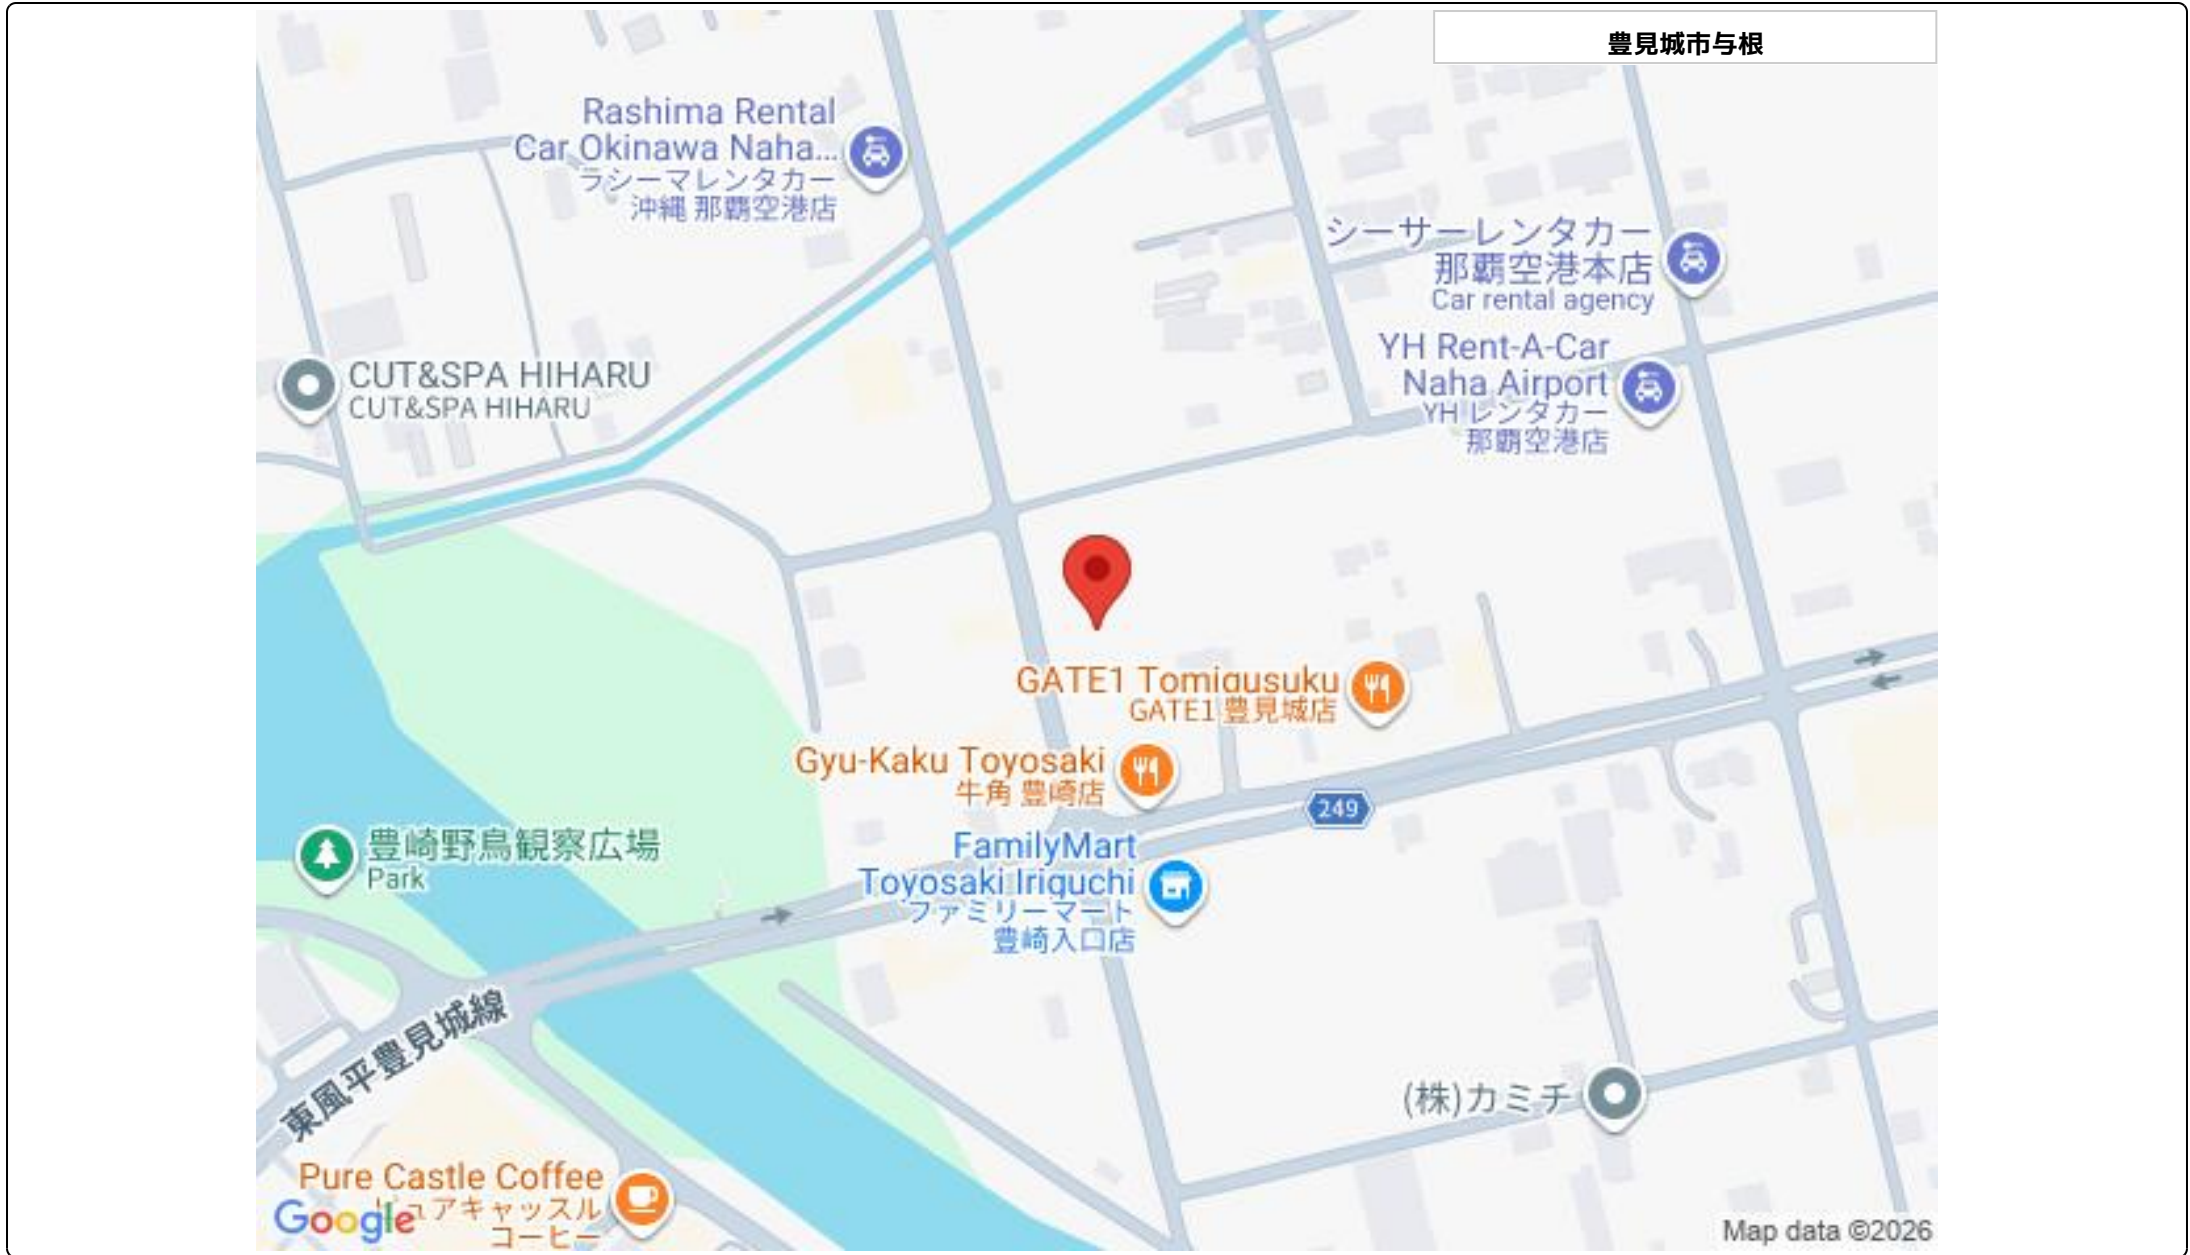 豊見城市与根
Rashima Rental
Car Okinawa Naha...
ラシーマレンタカー
沖縄 那覇空港店
シーサーレンタカー
那覇空港本店
Car rental agency
YH Rent-A-Car
Naha Airport
YH レンタカー
那覇空港店
CUT&SPA HIHARU
CUT&SPA HIHARU
GATE1 Tomigusuku
GATE1 豊見城店
Gyu-Kaku Toyosaki
牛角 豊崎店
249
FamilyMart
Toyosaki Iriguchi
ファミリーマート
豊崎入口店
豊崎野鳥観察広場
Park
東風平豊見城線
(株)カミチ
Pure Castle Coffee
ピュアキャッスル
コーヒー
Google
Map data ©2026